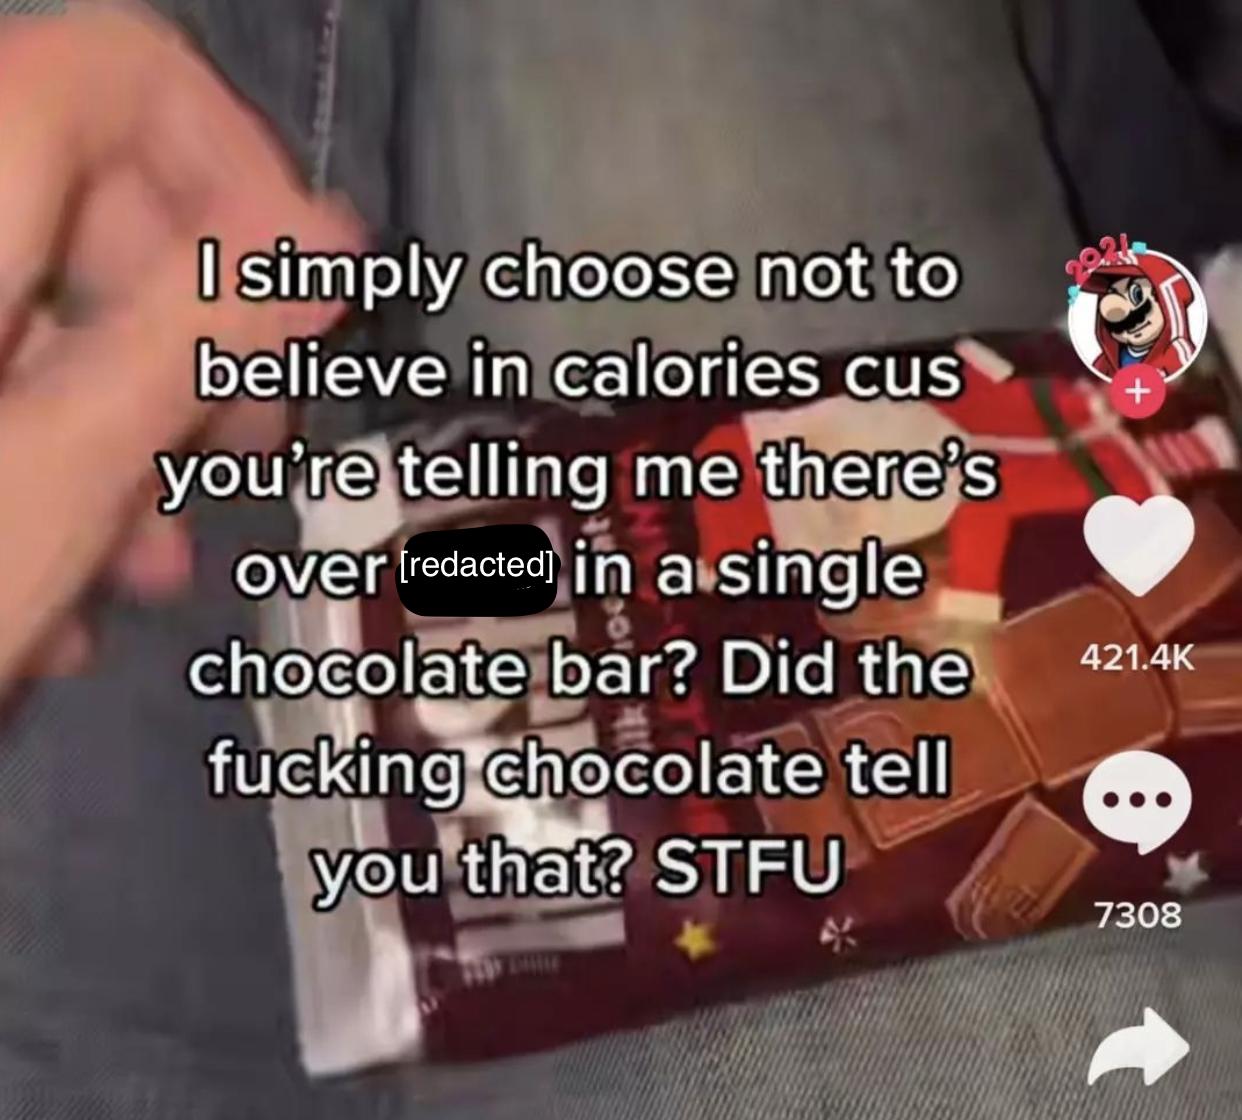 I simply choose not to
believe in calories cus
you're telling me there's
over [redacted] in a single
chocolate bar? Did the
fucking chocolate tell
you that? STFU
2021
421.4K
7308